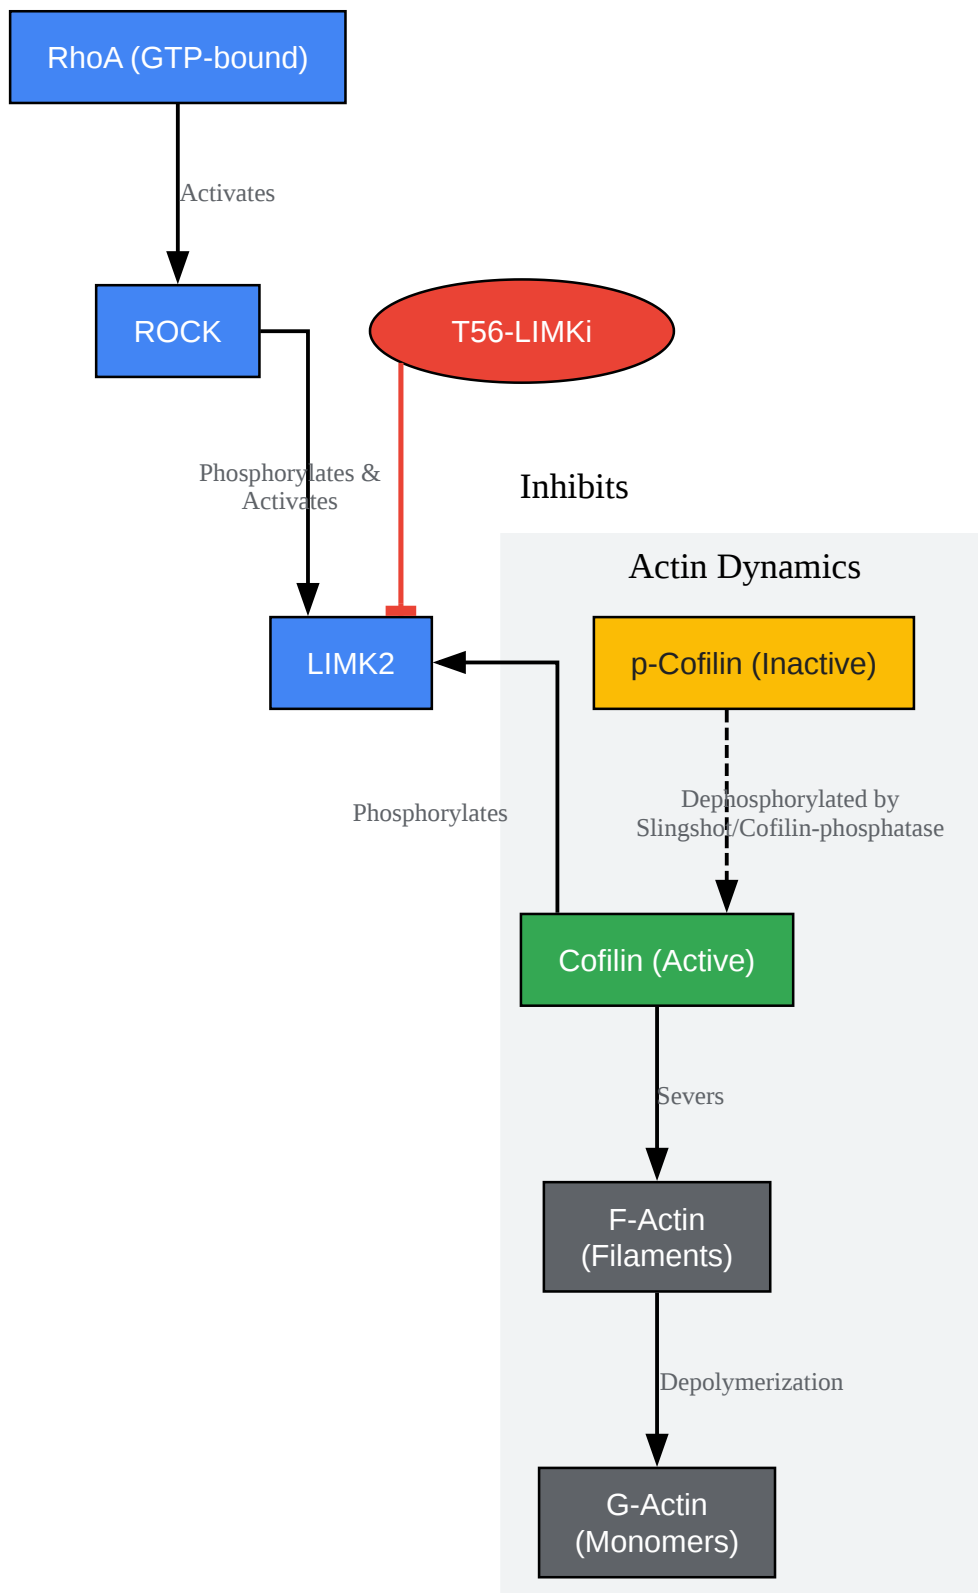 RhoA (GTP-bound)
Activates
ROCK
T56-LIMKi
Phosphorylates &
Activates
Inhibits
Actin Dynamics
LIMK2
p-Cofilin (Inactive)
Phosphorylates
Dephosphorylated by
Slingshot/Cofilin-phosphatase
Cofilin (Active)
Severs
F-Actin
(Filaments)
Depolymerization
G-Actin
(Monomers)